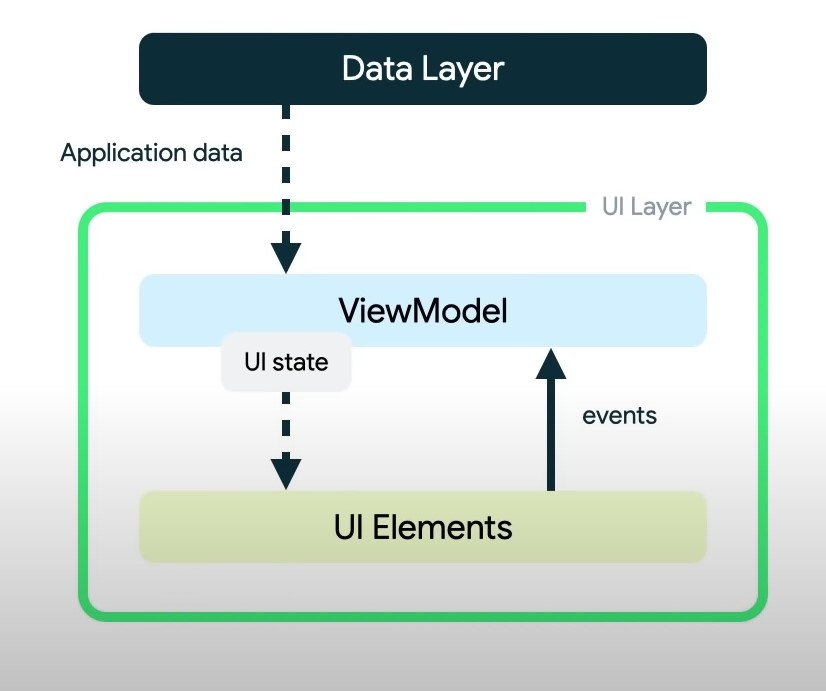 Data Layer
Application data
UI Layer
ViewModel
UI state
events
UI Elements